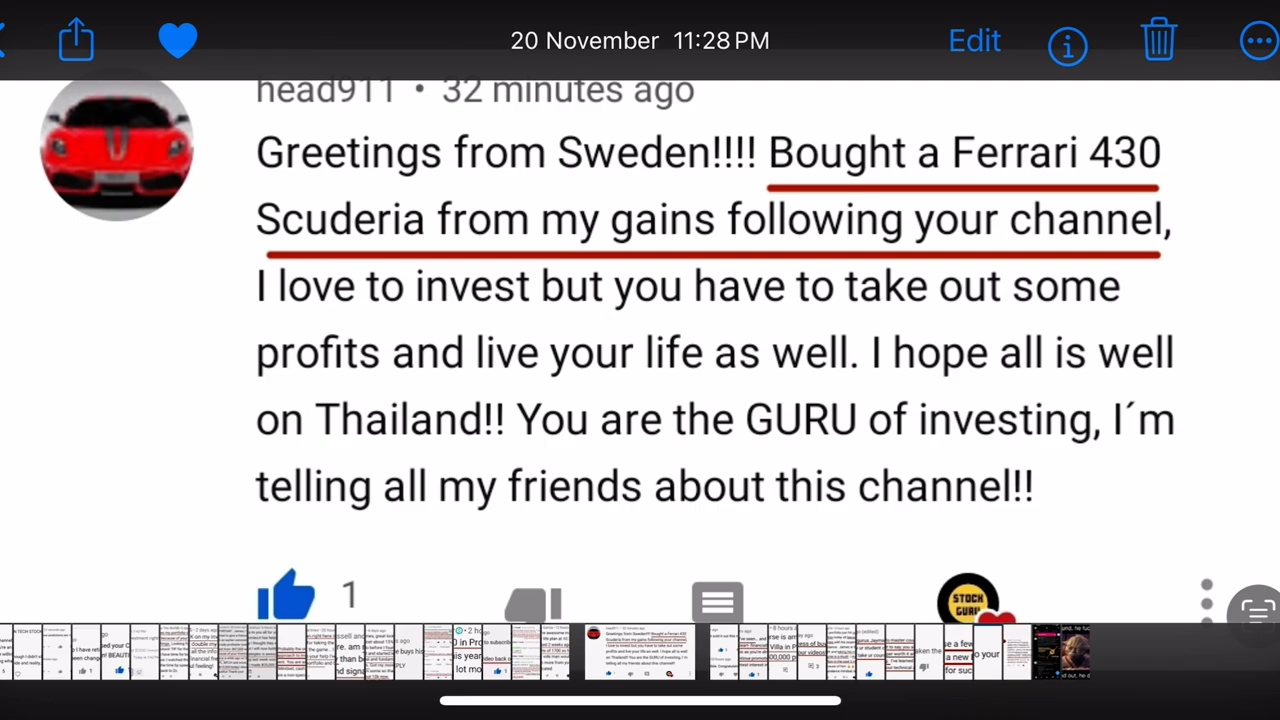 20 November 11:28 PM
Edit
head911 • 32 minutes ago
Greetings from Sweden!!!! Bought a Ferrari 430
Scuderia from my gains following your channel,
I love to invest but you have to take out some
profits and live your life as well. I hope all is well
on Thailand!! You are the GURU of investing, I´m
telling all my friends about this channel!!
1
STOCK
GURU